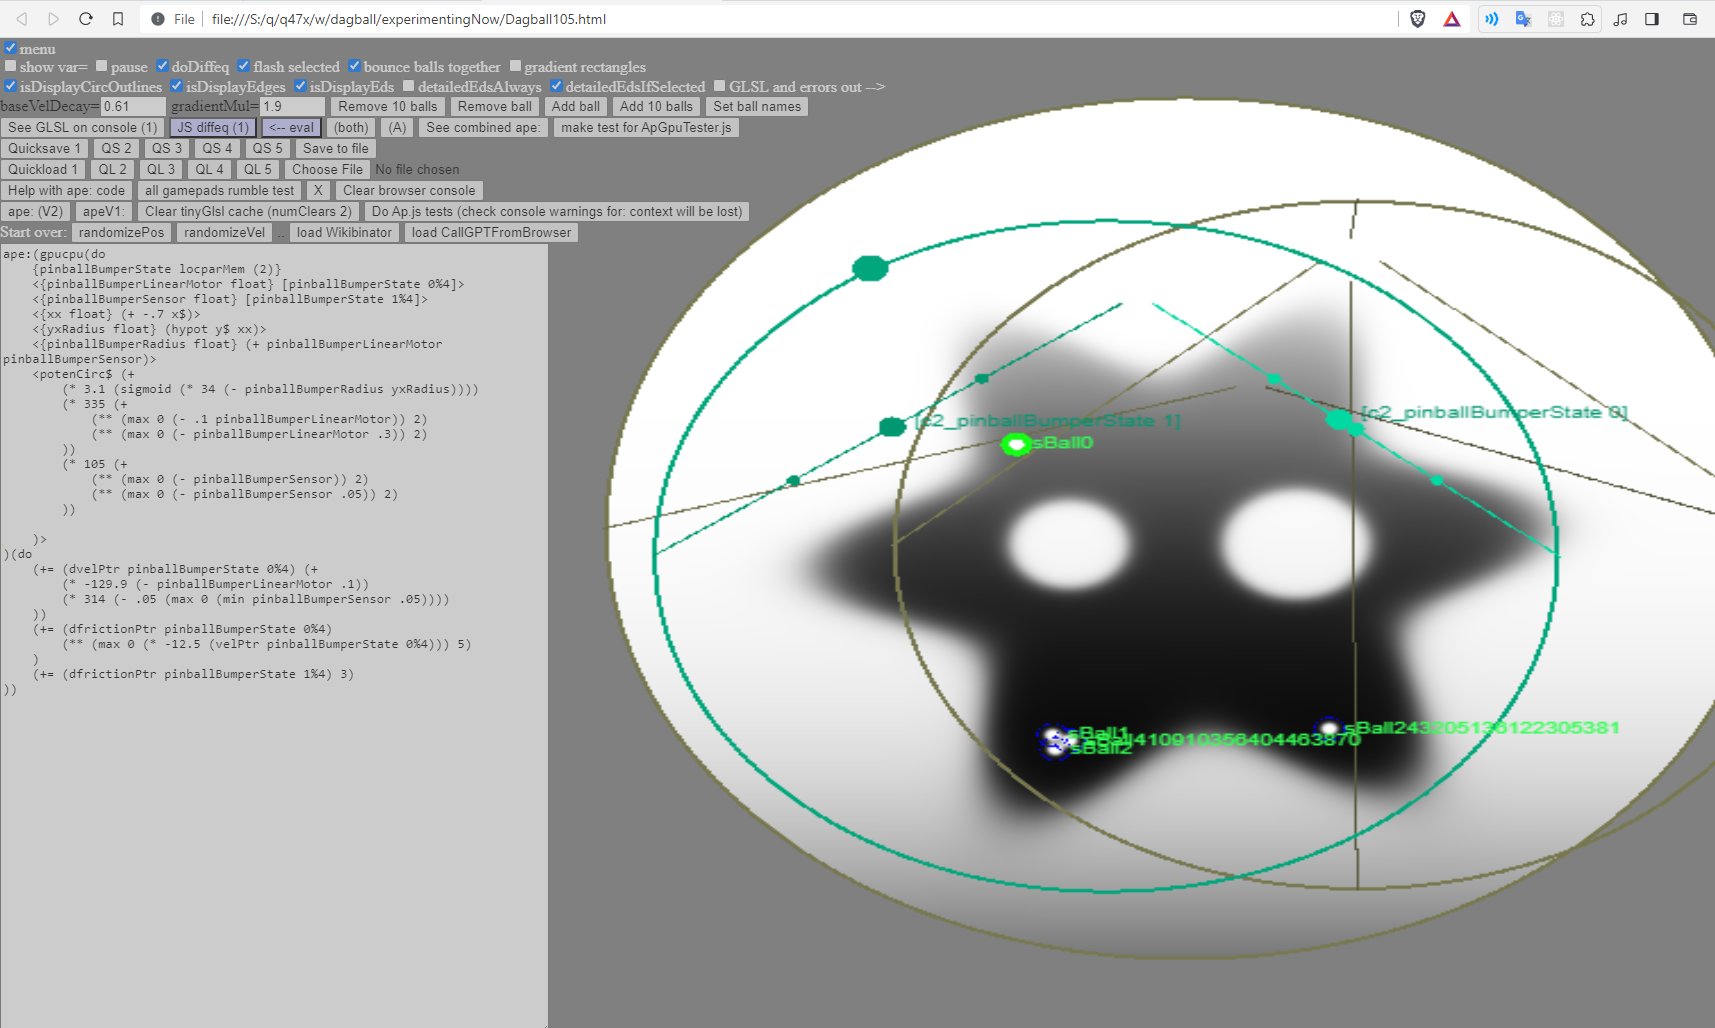 File file:///S:/q/q47x/w/dagball/experimentingNow/Dagball105.html
menu
show var= pause doDiffeq flash selected bounce balls together gradient rectangles
isDisplayCircOutlines isDisplayEdges isDisplayEds detailedEdsAlways detailedEdsIfSelected GLSL and errors out -->
baseVelDecay= 0.61 gradientMul= 1.9 Remove 10 balls Remove ball Add ball Add 10 balls Set ball names
See GLSL on console (1) JS diffeq (1) <-- eval (both) (A) See combined ape: make test for ApGpuTester.js
Quicksave 1 QS 2 QS 3 QS 4 QS 5 Save to file
Quickload 1 QL 2 QL 3 QL 4 QL 5 Choose File No file chosen
Help with ape: code all gamepads rumble test X Clear browser console
ape: (V2) apeV1: Clear tinyGlsl cache (numClears 2) Do Ap.js tests (check console warnings for: context will be lost)
Start over: randomizePos randomizeVel .. load Wikibinator load CallGPTFromBrowser
ape:(gpucpu(do
{pinballBumperState locparMem (2)}
<{pinballBumperLinearMotor float} [pinballBumperState 0%4]>
<{pinballBumperSensor float} [pinballBumperState 1%4]>
<{xx float} (+ -.7 x$)>
<{yxRadius float} (hypot y$ xx)>
<{pinballBumperRadius float} (+ pinballBumperLinearMotor
pinballBumperSensor)>
<potenCirc$ (+
(* 3.1 (sigmoid (* 34 (- pinballBumperRadius yxRadius))))
(* 335 (+
(** (max 0 (- .1 pinballBumperLinearMotor)) 2)
(** (max 0 (- pinballBumperLinearMotor .3)) 2)
))
(* 105 (+
(** (max 0 (- pinballBumperSensor)) 2)
(** (max 0 (- pinballBumperSensor .05)) 2)
))
)>
)(do
(+= (dvelPtr pinballBumperState 0%4) (+
(* -129.9 (- pinballBumperLinearMotor .1))
(* 314 (- .05 (max 0 (min pinballBumperSensor .05))))
))
(+= (dfrictionPtr pinballBumperState 0%4)
(** (max 0 (* -12.5 (velPtr pinballBumperState 0%4))) 5)
)
(+= (dfrictionPtr pinballBumperState 1%4) 3)
))
[c2_pinballBumperState 0]
[c2_pinballBumperState 1]
sBall0
sBall243205136122305381
sBall1
sBall4109103564044463870
sBall2